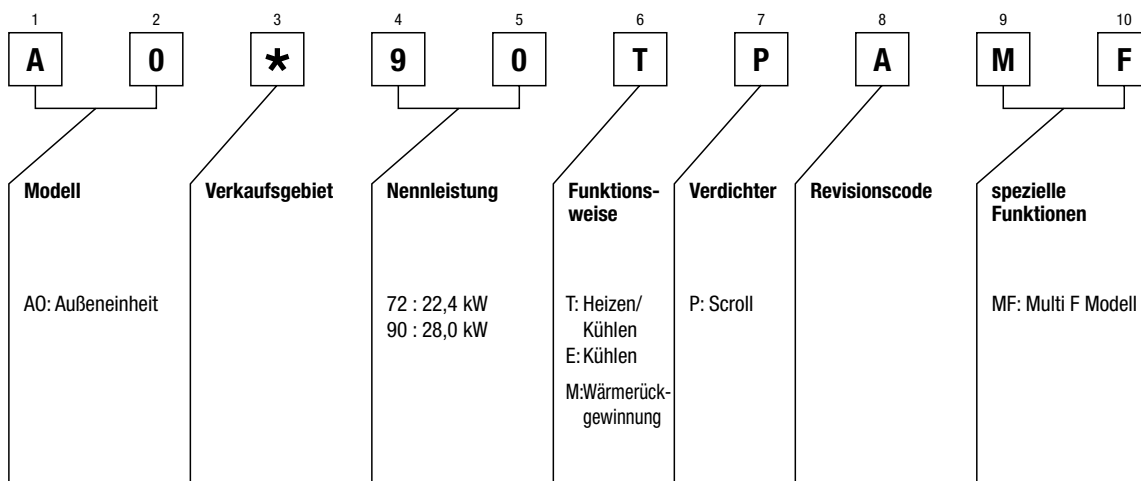 1 2 3 4 5 6 7 8 9 10
A O * 9 0 T P A M F
Modell
Verkaufsgebiet
Nennleistung
Funktions-
weise
Verdichter
Revisionscode
spezielle
Funktionen
AO: Außeneinheit
72 : 22,4 kW
90 : 28,0 kW
T: Heizen/
Kühlen
E: Kühlen
M:Wärmerück-
gewinnung
P: Scroll
MF: Multi F Modell